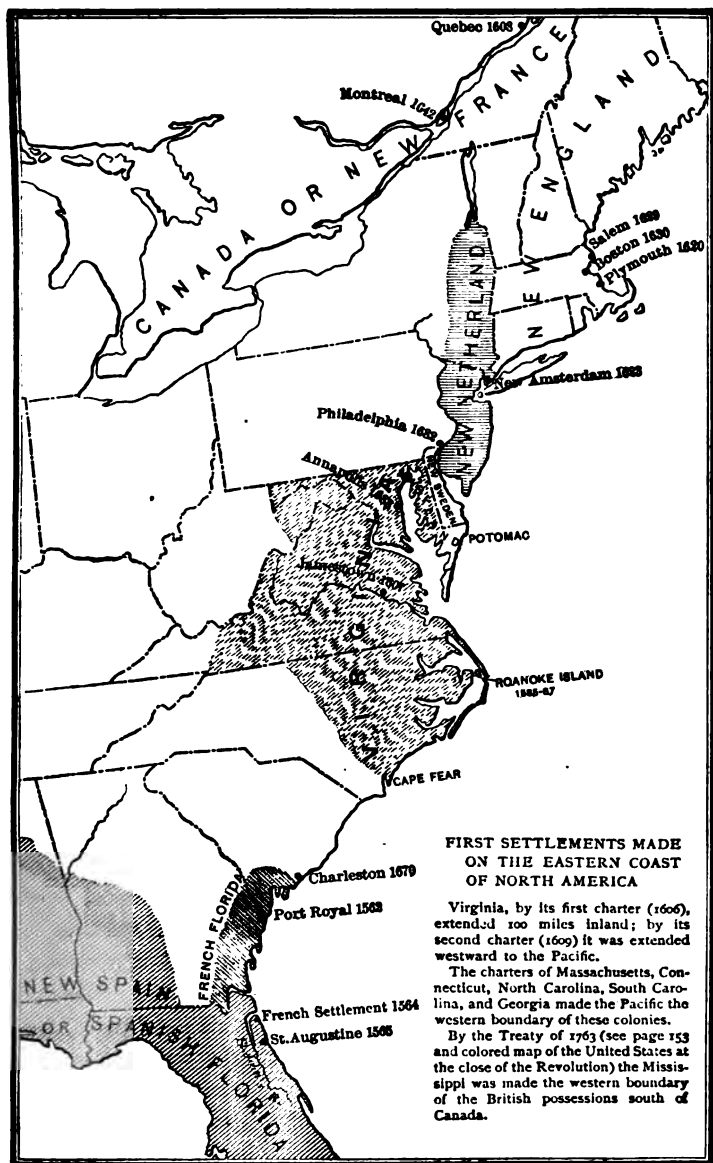 Quebec 1608
Montreal 1642
CANADA OR NEW FRANCE
NEW ENGLAND
Salem 1629
Boston 1630
Plymouth 1620
NEW NETHERLAND
New Amsterdam 1623
Philadelphia 1683
Annapolis
NEW SWEDEN
POTOMAC
Jamestown
ROANOKE ISLAND
1585-87
CAPE FEAR
Charleston 1679
FRENCH FLORIDA
Port Royal 1562
NEW SPAIN
OR SPANISH FLORIDA
French Settlement 1564
St. Augustine 1565
FIRST SETTLEMENTS MADE
ON THE EASTERN COAST
OF NORTH AMERICA
Virginia, by its first charter (1606),
extended 100 miles inland; by its
second charter (1609) it was extended
westward to the Pacific.
The charters of Massachusetts, Con-
necticut, North Carolina, South Caro-
lina, and Georgia made the Pacific the
western boundary of these colonies.
By the Treaty of 1763 (see page 153
and colored map of the United States at
the close of the Revolution) the Missis-
sippi was made the western boundary
of the British possessions south of
Canada.